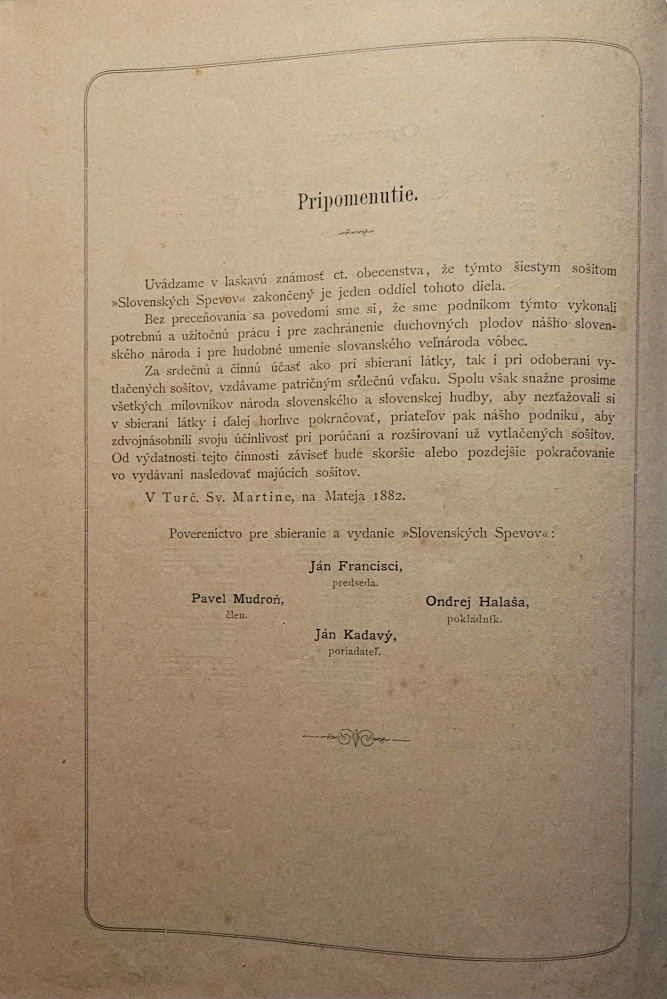 Pripomenutie.
Uvádzame v laskavú známosť ct. obecenstva, že týmto šiestym sošitom
»Slovenských Spevov« zakončený je jeden oddiel tohoto diela.
Bez preceňovania sa povedomí sme si, že sme podnikom týmto vykonali
potrebnú a užitočnú prácu i pre zachránenie duchovných plodov nášho sloven-
ského národa i pre hudobné umenie slovanského veľnároda vôbec.
Za srdečnú a činnú účasť ako pri sbieraní látky, tak i pri odoberaní vy-
tlačených sošitov, vzdávame patričným srdečnú vďaku. Spolu však snažne prosíme
všetkých milovníkov národa slovenského a slovenskej hudby, aby nezťažovali si
v sbieraní látky i ďalej horlive pokračovať, priateľov pak nášho podniku, aby
zdvojnásobnili svoju účinlivosť pri porúčaní a rozširovaní už vytlačených sošitov.
Od výdatnosti tejto činnosti záviseť bude skoršie alebo pozdejšie pokračovanie
vo vydávaní nasledovať majúcich sošitov.
V Turč. Sv. Martine, na Mateja 1882.
Povereníctvo pre sbieranie a vydanie »Slovenských Spevov«:
Ján Francisci,
predseda.
Pavel Mudroň,
člen.
Ondrej Halaša,
pokladník.
Ján Kadavý,
poriadateľ.